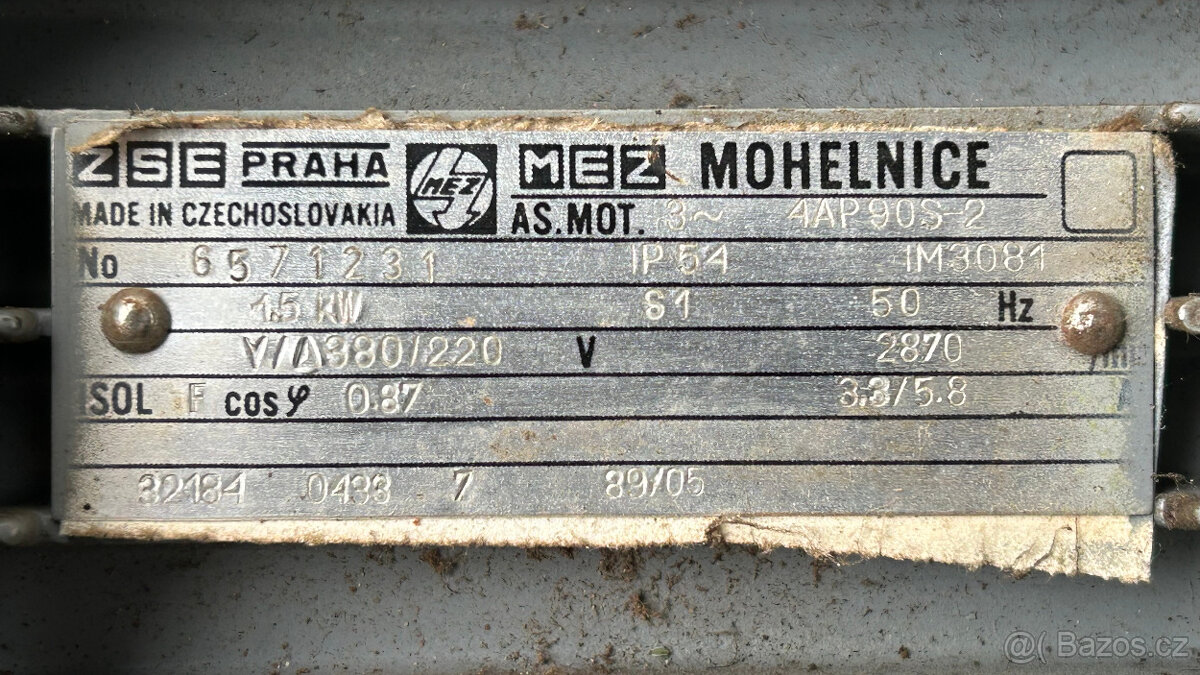 ZSE PRAHA MEZ MEZ MOHELNICE
MADE IN CZECHOSLOVAKIA AS.MOT. 3~ 4AP90S-2
No 6571231 IP 54 IM3081
1.5 KW S1 50 Hz
Y/Δ 380/220 V 2870
ISOL F cos φ 0.87 3.3/5.8
32184 0433 7 89/05
@( Bazos.cz